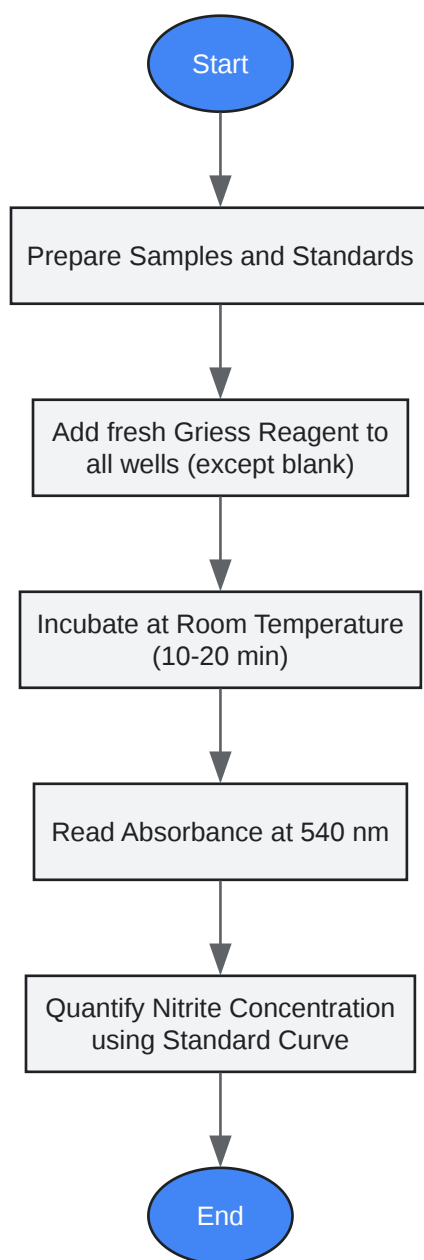 Start
Prepare Samples and Standards
Add fresh Griess Reagent to
all wells (except blank)
Incubate at Room Temperature
(10-20 min)
Read Absorbance at 540 nm
Quantify Nitrite Concentration
using Standard Curve
End